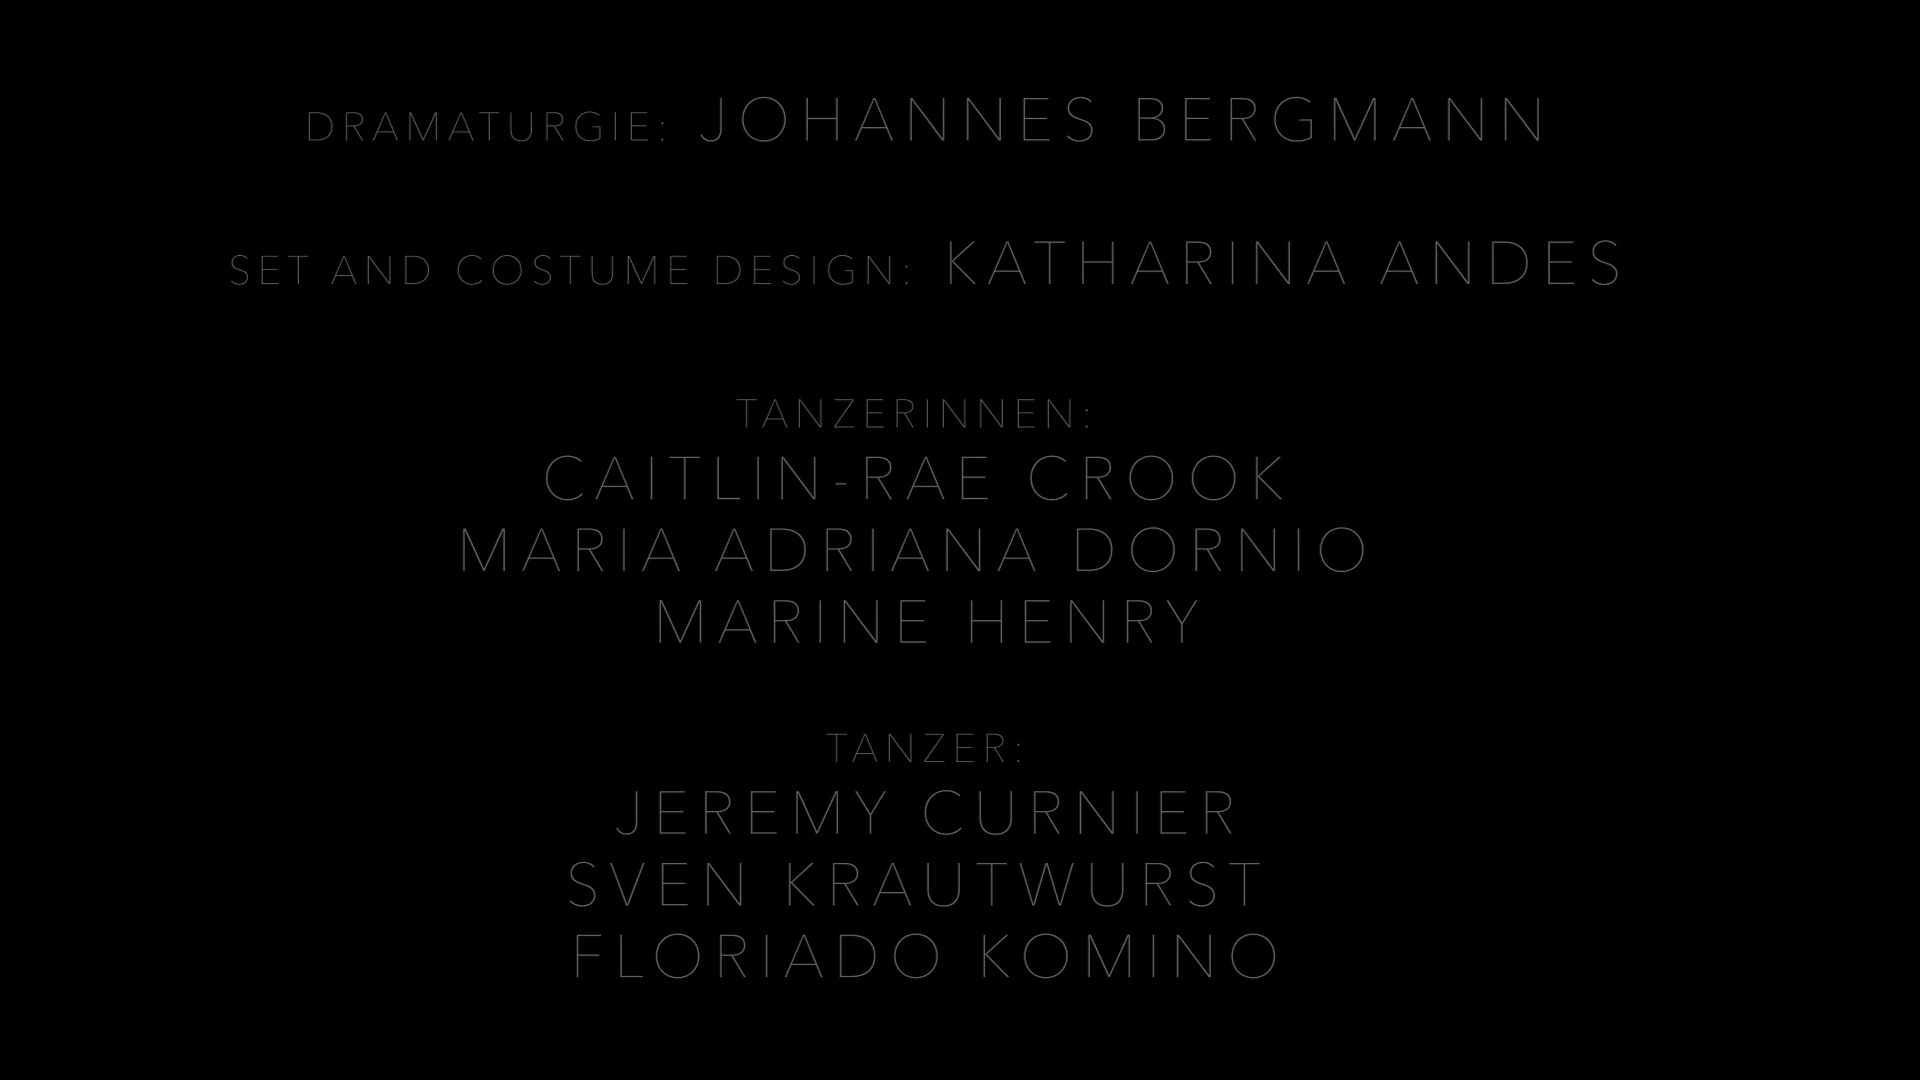 DRAMATURGIE: JOHANNES BERGMANN
SET AND COSTUME DESIGN: KATHARINA ANDES
TANZERINNEN:
CAITLIN-RAE CROOK
MARIA ADRIANA DORNIO
MARINE HENRY
TANZER:
JEREMY CURNIER
SVEN KRAUTWURST
FLORIADO KOMINO